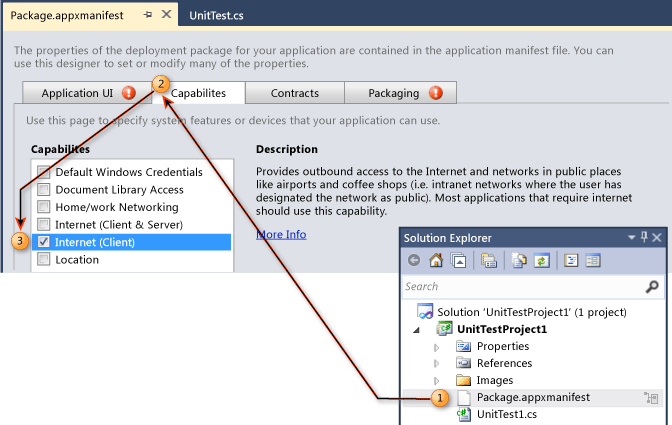 Package.appxmanifest
UnitTest.cs
The properties of the deployment package for your application are contained in the application manifest file. You can
use this designer to set or modify many of the properties.
Application UI
2
Capabilites
Contracts
Packaging
Use this page to specify system features or devices that your application can use.
Capabilites
Default Windows Credentials
Document Library Access
Home/work Networking
Internet (Client & Server)
3
Internet (Client)
Location
Description
Provides outbound access to the Internet and networks in public places
like airports and coffee shops (i.e. intranet networks where the user has
designated the network as public). Most applications that require internet
should use this capability.
More Info
Solution Explorer
Search
Solution 'UnitTestProject1' (1 project)
UnitTestProject1
Properties
References
Images
1
Package.appxmanifest
UnitTest1.cs